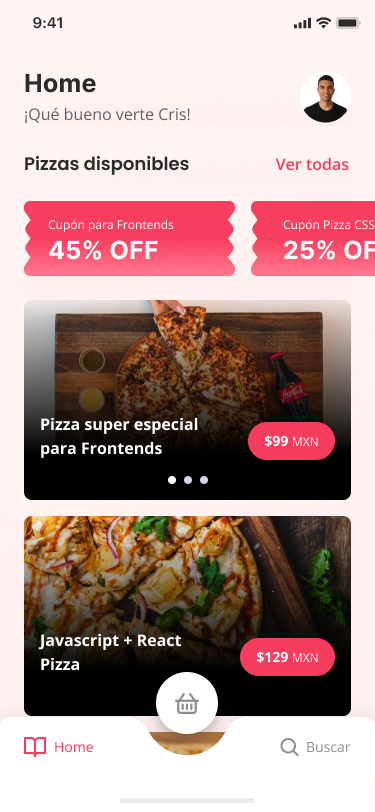 9:41
Home
¡Qué bueno verte Cris!
Pizzas disponibles
Ver todas
Cupón para Frontends
45% OFF
Cupón Pizza CSS
25% OF
Pizza super especial
para Frontends
$99 MXN
Javascript + React
Pizza
$129 MXN
Home
Buscar